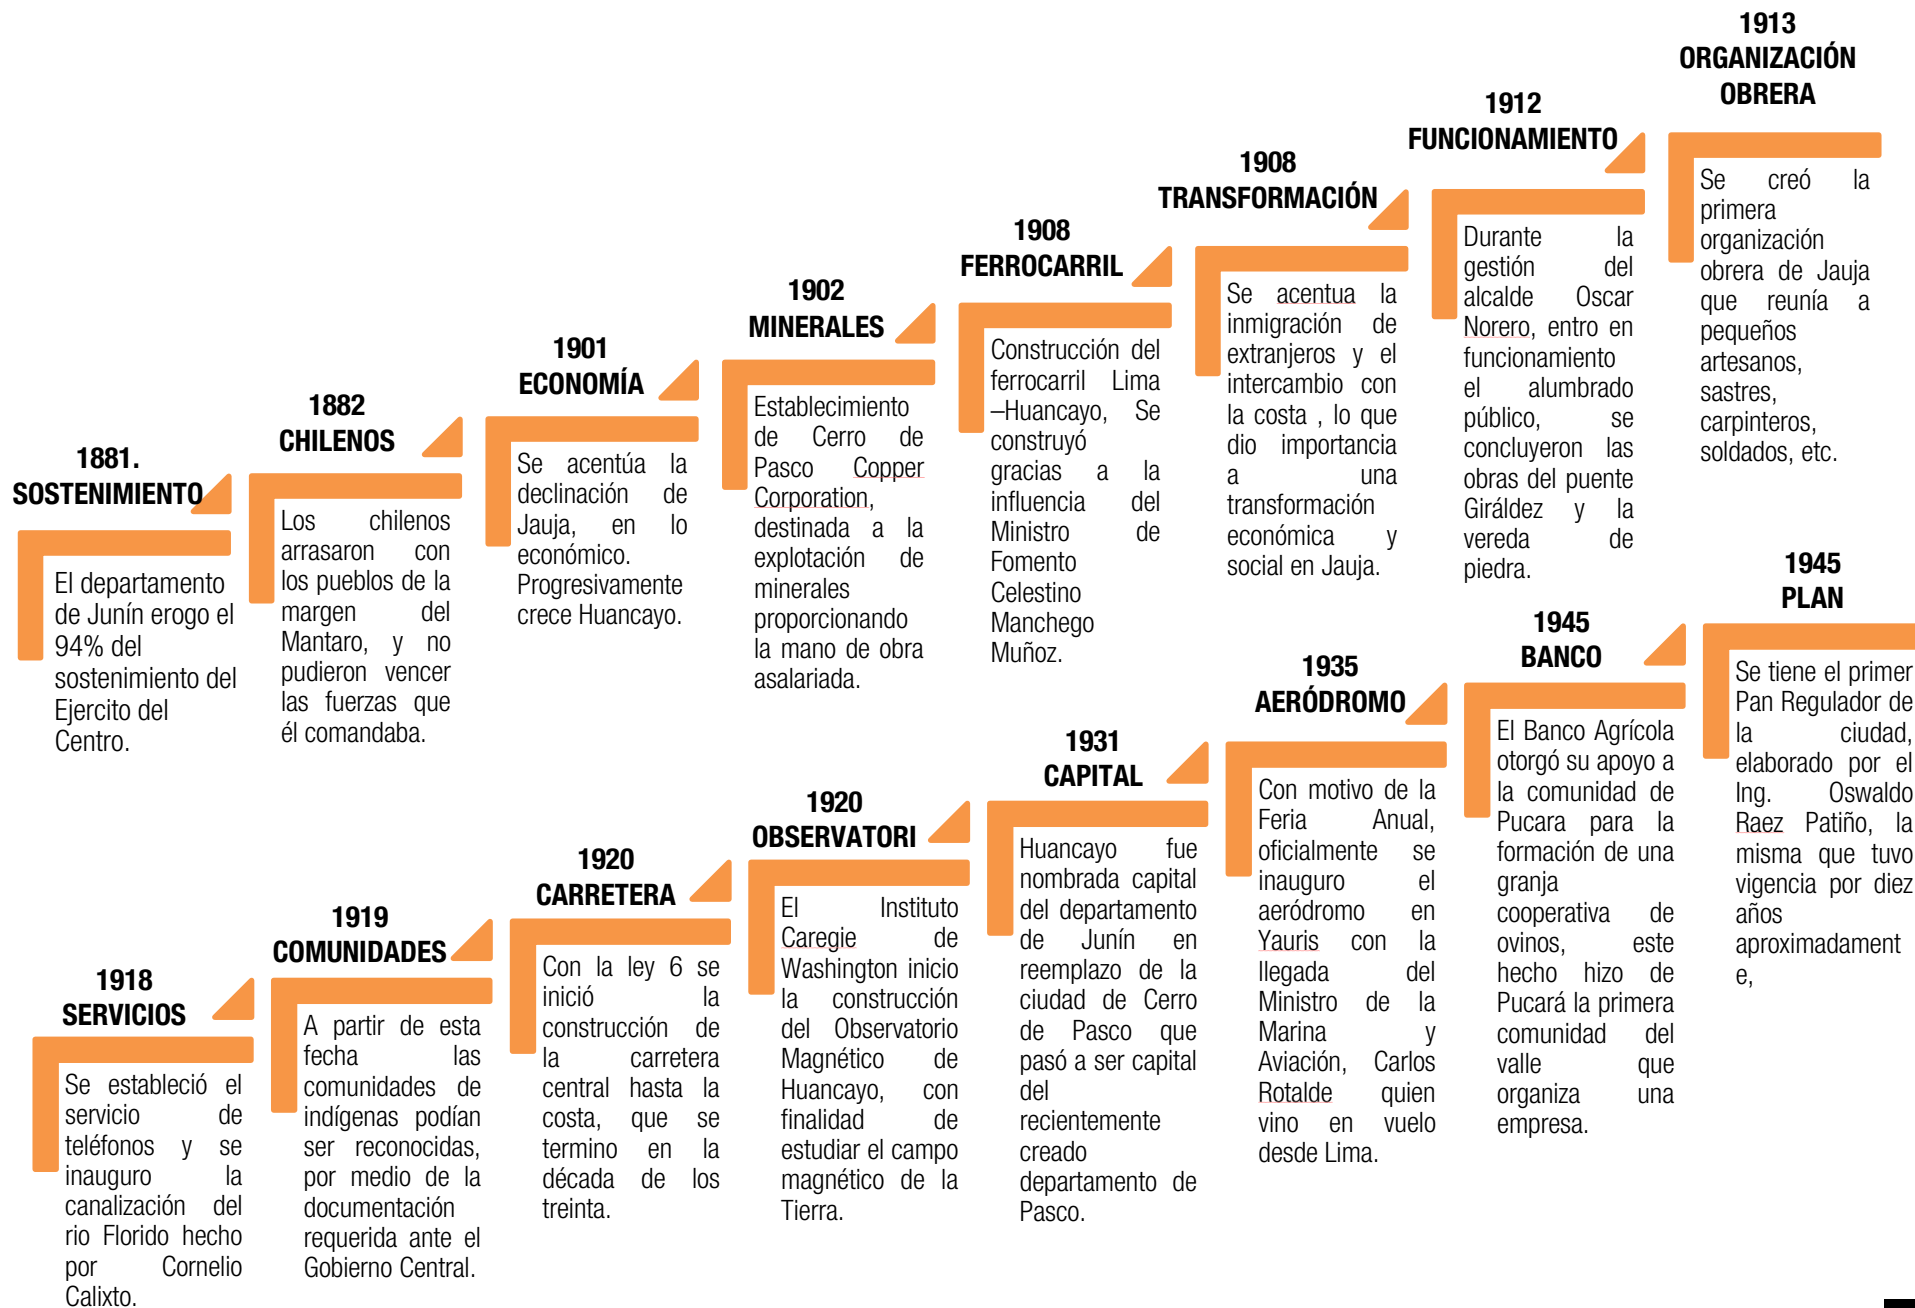 1881.
SOSTENIMIENTO
El departamento
de Junín erogo el
94% del
sostenimiento del
Ejercito del
Centro.
1882
CHILENOS
Los chilenos
arrasaron con
los pueblos de la
margen del
Mantaro, y no
pudieron vencer
las fuerzas que
él comandaba.
1901
ECONOMÍA
Se acentúa la
declinación de
Jauja, en lo
económico.
Progresivamente
crece Huancayo.
1902
MINERALES
Establecimiento
de Cerro de
Pasco Copper
Corporation,
destinada a la
explotación de
minerales
proporcionando
la mano de obra
asalariada.
1908
FERROCARRIL
Construcción del
ferrocarril Lima
–Huancayo, Se
construyó
gracias a la
influencia del
Ministro de
Fomento
Celestino
Manchego
Muñoz.
1908
TRANSFORMACIÓN
Se acentua la
inmigración de
extranjeros y el
intercambio con
la costa , lo que
dio importancia
a una
transformación
económica y
social en Jauja.
1912
FUNCIONAMIENTO
Durante la
gestión del
alcalde Oscar
Norero, entro en
funcionamiento
el alumbrado
público, se
concluyeron las
obras del puente
Giráldez y la
vereda de
piedra.
1913
ORGANIZACIÓN
OBRERA
Se creó la
primera
organización
obrera de Jauja
que reunía a
pequeños
artesanos,
sastres,
carpinteros,
soldados, etc.
1918
SERVICIOS
Se estableció el
servicio de
teléfonos y se
inauguro la
canalización del
rio Florido hecho
por Cornelio
Calixto.
1919
COMUNIDADES
A partir de esta
fecha las
comunidades de
indígenas podían
ser reconocidas,
por medio de la
documentación
requerida ante el
Gobierno Central.
1920
CARRETERA
Con la ley 6 se
inició la
construcción de
la carretera
central hasta la
costa, que se
termino en la
década de los
treinta.
1920
OBSERVATORI
El Instituto
Caregie de
Washington inicio
la construcción
del Observatorio
Magnético de
Huancayo, con
finalidad de
estudiar el campo
magnético de la
Tierra.
1931
CAPITAL
Huancayo fue
nombrada capital
del departamento
de Junín en
reemplazo de la
ciudad de Cerro
de Pasco que
pasó a ser capital
del
recientemente
creado
departamento de
Pasco.
1935
AERÓDROMO
Con motivo de la
Feria Anual,
oficialmente se
inauguro el
aeródromo en
Yauris con la
llegada del
Ministro de la
Marina y
Aviación, Carlos
Rotalde quien
vino en vuelo
desde Lima.
1945
BANCO
El Banco Agrícola
otorgó su apoyo a
la comunidad de
Pucara para la
formación de una
granja
cooperativa de
ovinos, este
hecho hizo de
Pucará la primera
comunidad del
valle que
organiza una
empresa.
1945
PLAN
Se tiene el primer
Pan Regulador de
la ciudad,
elaborado por el
Ing. Oswaldo
Raez Patiño, la
misma que tuvo
vigencia por diez
años
aproximadament
e,